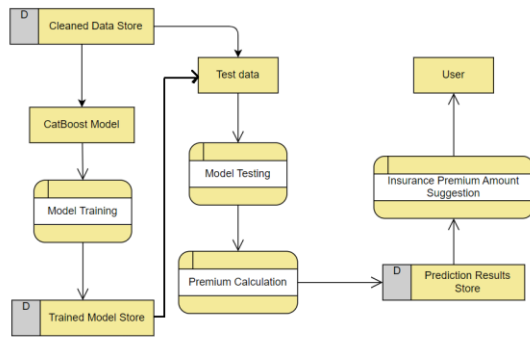 D
Cleaned Data Store
Test data
User
CatBoost Model
Model Testing
Insurance Premium Amount
Suggestion
Model Training
D
Prediction Results
Store
Premium Calculation
D
Trained Model Store